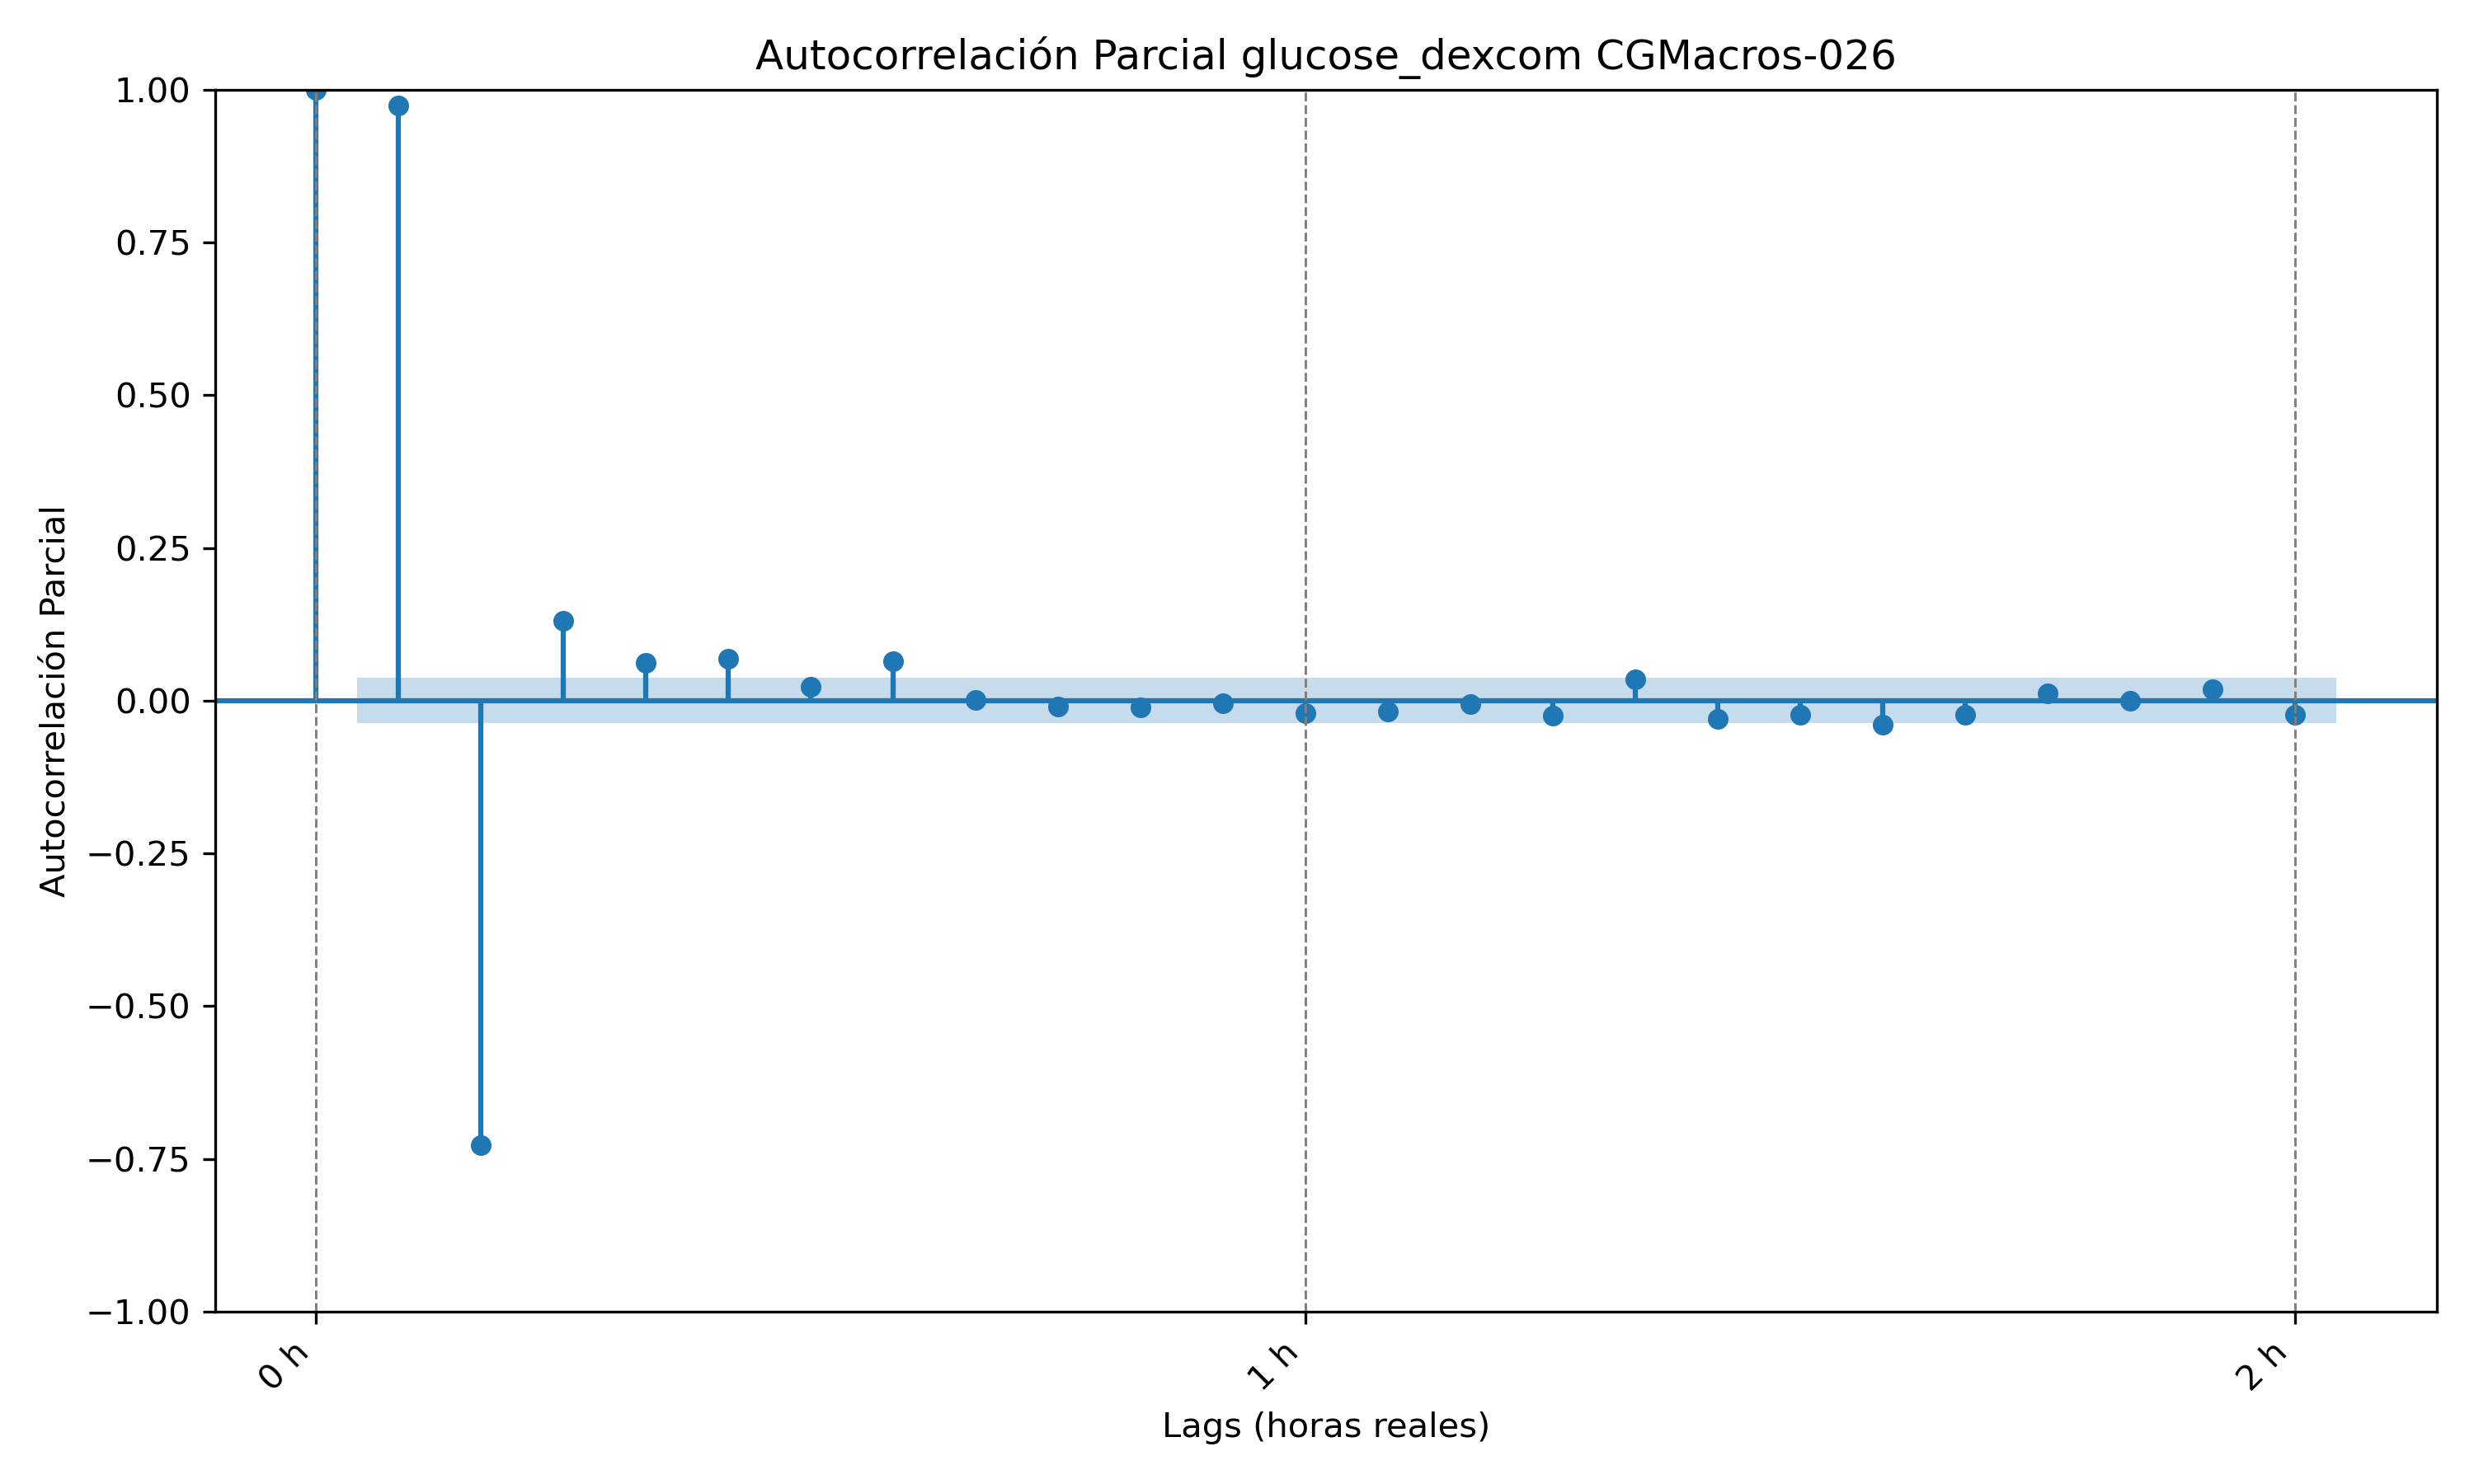 Autocorrelación Parcial glucose_dexcom CGMacros-026
Autocorrelación Parcial
1.00
0.75
0.50
0.25
0.00
−0.25
−0.50
−0.75
−1.00
0 h
1 h
2 h
Lags (horas reales)